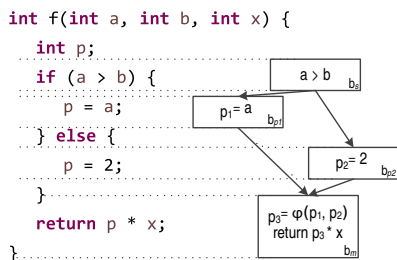 int f(int a, int b, int x) {
int p;
if (a > b) {
p = a;
} else {
p = 2;
}
return p * x;
}
a > b
bs
p1= a
bp1
p2= 2
bp2
p3= φ(p1, p2)
return p3* x
bm